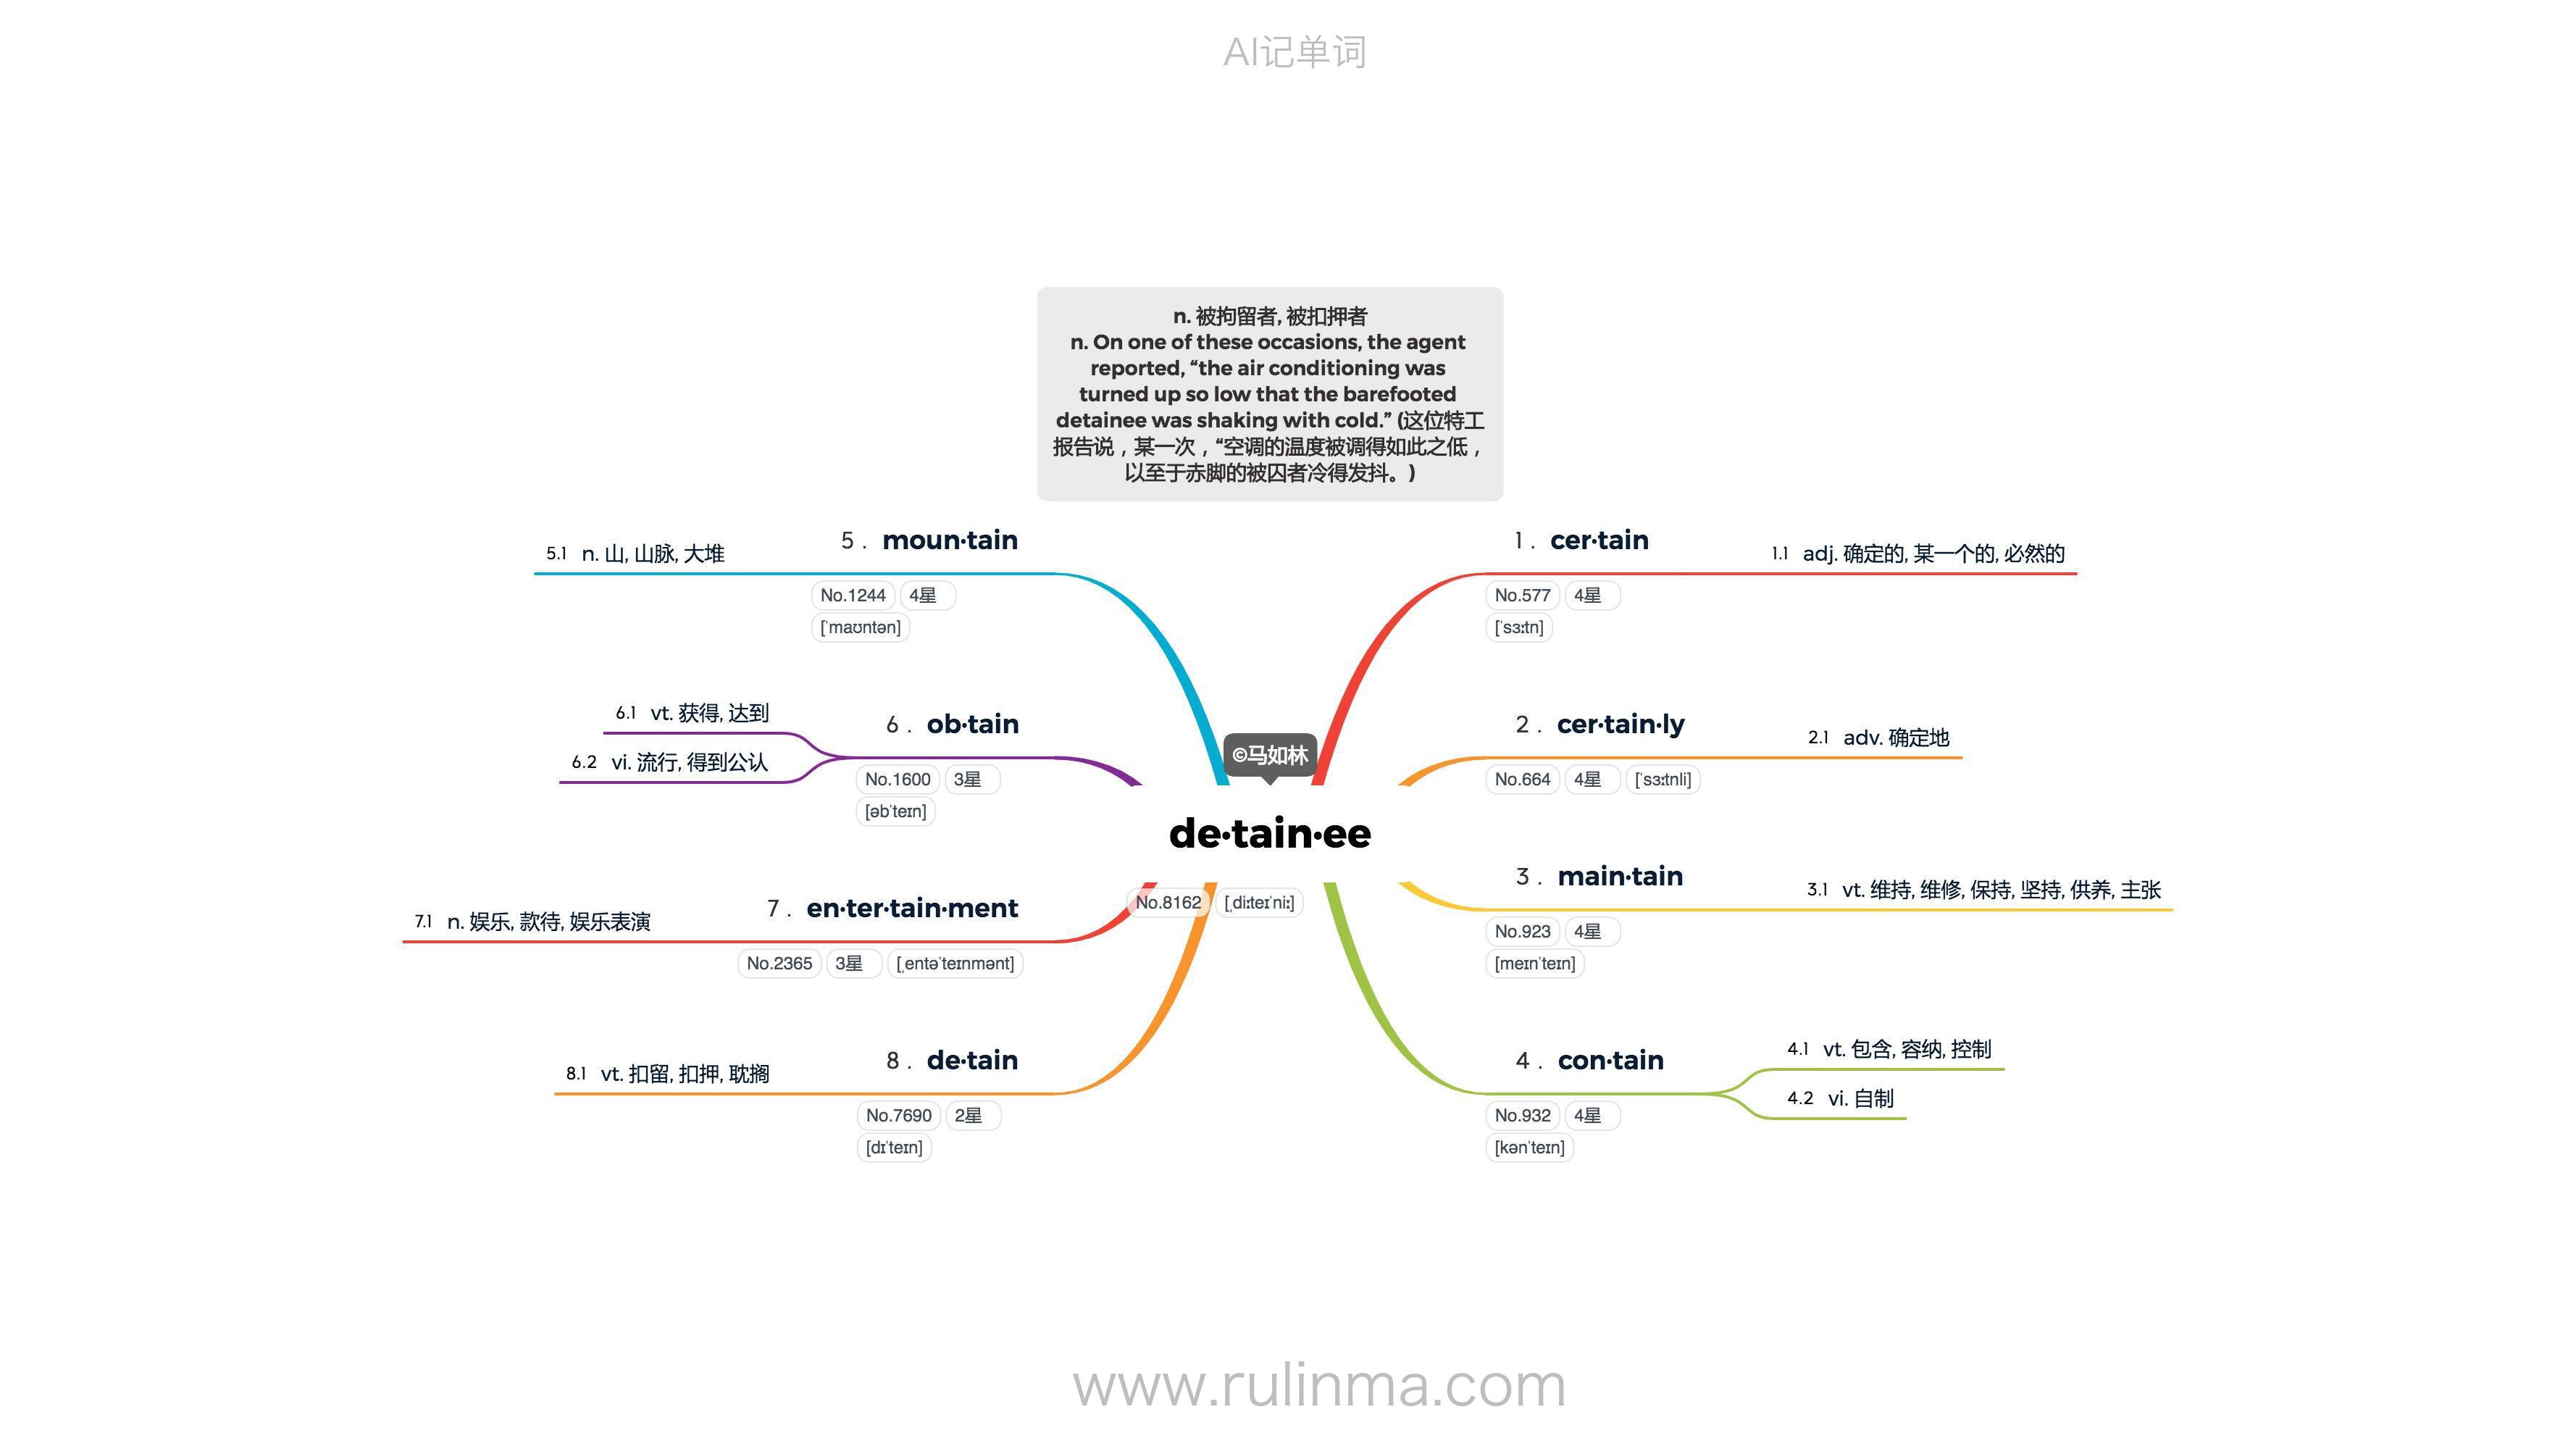 AI记单词
n. 被拘留者, 被扣押者
n. On one of these occasions, the agent
reported, “the air conditioning was
turned up so low that the barefooted
detainee was shaking with cold.” (这位特工
报告说，某一次，“空调的温度被调得如此之低，
以至于赤脚的被囚者冷得发抖。)
©马如林
de·tain·ee
No.8162 [ˌdiːteɪˈniː]
1 . cer·tain
No.577 4星
[ˈsɜːtn]
1.1 adj. 确定的, 某一个的, 必然的
2 . cer·tain·ly
No.664 4星 [ˈsɜːtnli]
2.1 adv. 确定地
3 . main·tain
No.923 4星
[meɪnˈteɪn]
3.1 vt. 维持, 维修, 保持, 坚持, 供养, 主张
4 . con·tain
No.932 4星
[kənˈteɪn]
4.1 vt. 包含, 容纳, 控制
4.2 vi. 自制
5 . moun·tain
No.1244 4星
[ˈmaʊntən]
5.1 n. 山, 山脉, 大堆
6 . ob·tain
No.1600 3星
[əbˈteɪn]
6.1 vt. 获得, 达到
6.2 vi. 流行, 得到公认
7 . en·ter·tain·ment
No.2365 3星 [ˌentəˈteɪnmənt]
7.1 n. 娱乐, 款待, 娱乐表演
8 . de·tain
No.7690 2星
[dɪˈteɪn]
8.1 vt. 扣留, 扣押, 耽搁
www.rulinma.com